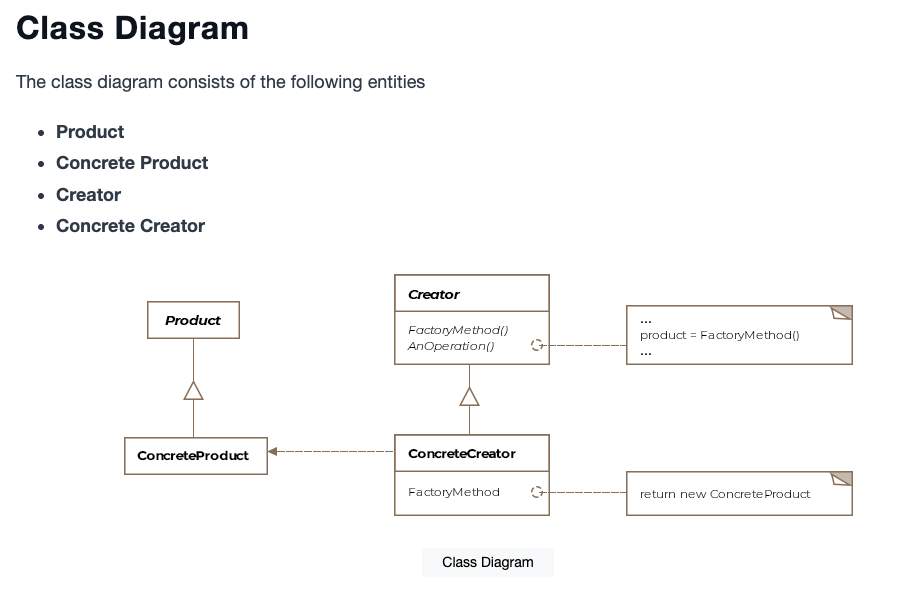 Class Diagram
The class diagram consists of the following entities
• Product
• Concrete Product
• Creator
• Concrete Creator
Product
Creator
FactoryMethod()
AnOperation()
...
product = FactoryMethod()
...
ConcreteProduct
ConcreteCreator
FactoryMethod
return new ConcreteProduct
Class Diagram